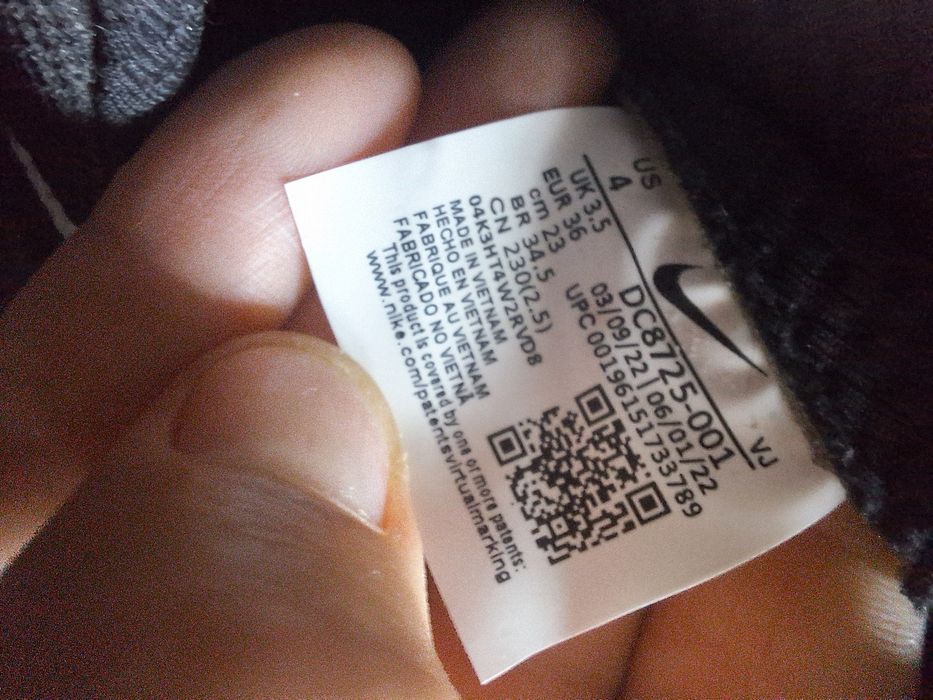 US
4
VJ
UK 3.5
EUR 36
cm 23
BR 34.5
CN 230(2.5)
DC8725-001
03/09/22 | 06/01/22
UPC 00196151733789
04K3HT4W2RVD8
MADE IN VIETNAM
HECHO EN VIETNAM
FABRIQUE AU VIETNAM
FABRICADO NO VIETNÃ
This product is covered by one or more patents:
www.nike.com/patentsvirtualmarking